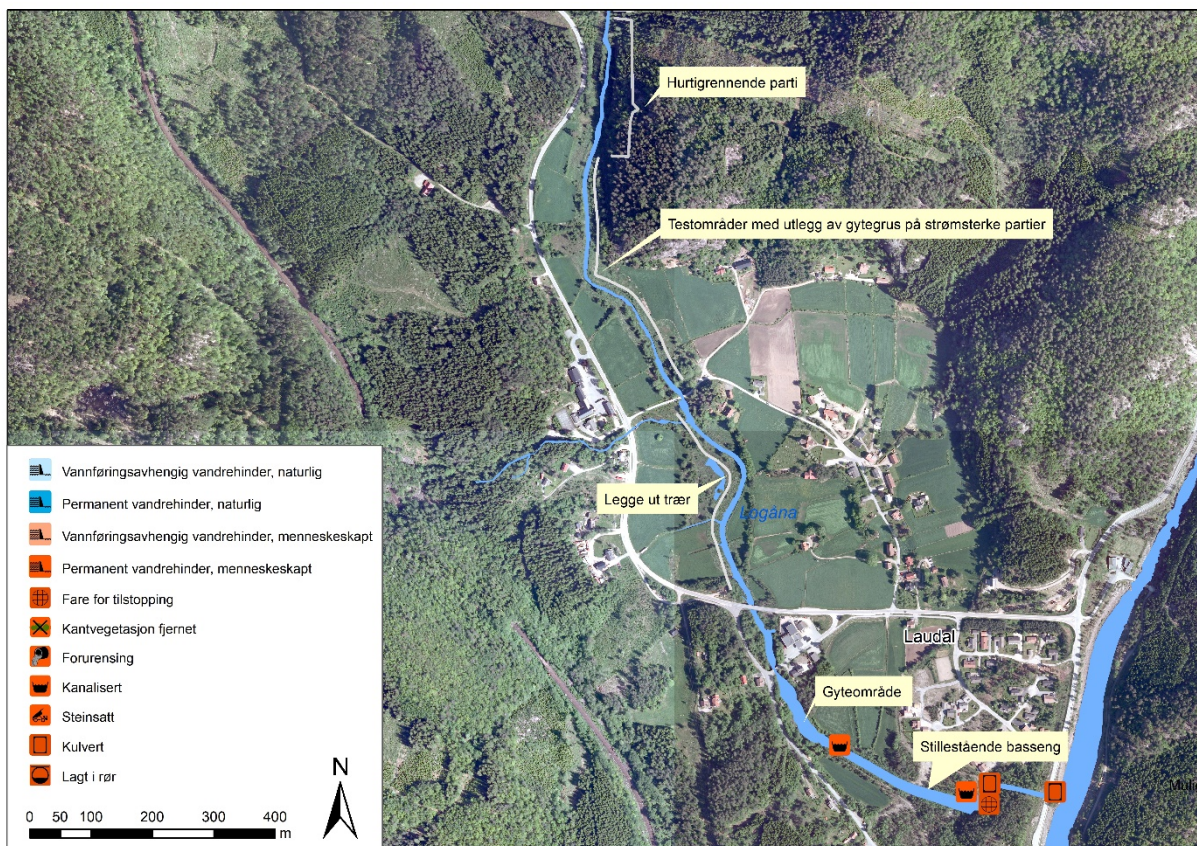 Hurtigrennende parti
Testområder med utlegg av gytegrus på strømsterke partier
Legge ut trær
Logåna
Laudal
Gyteområde
Stillestående basseng
Vannføringsavhengig vandrehinder, naturlig
Permanent vandrehinder, naturlig
Vannføringsavhengig vandrehinder, menneskeskapt
Permanent vandrehinder, menneskeskapt
Fare for tilstopping
Kantvegetasjon fjernet
Forurensing
Kanalisert
Steinsatt
Kulvert
Lagt i rør
N
0 50 100 200 300 400
m